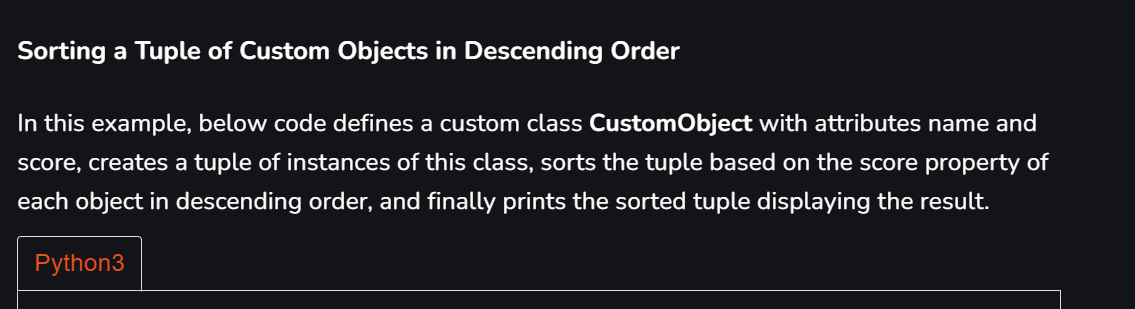 Sorting a Tuple of Custom Objects in Descending Order
In this example, below code defines a custom class CustomObject with attributes name and
score, creates a tuple of instances of this class, sorts the tuple based on the score property of
each object in descending order, and finally prints the sorted tuple displaying the result.
Python3